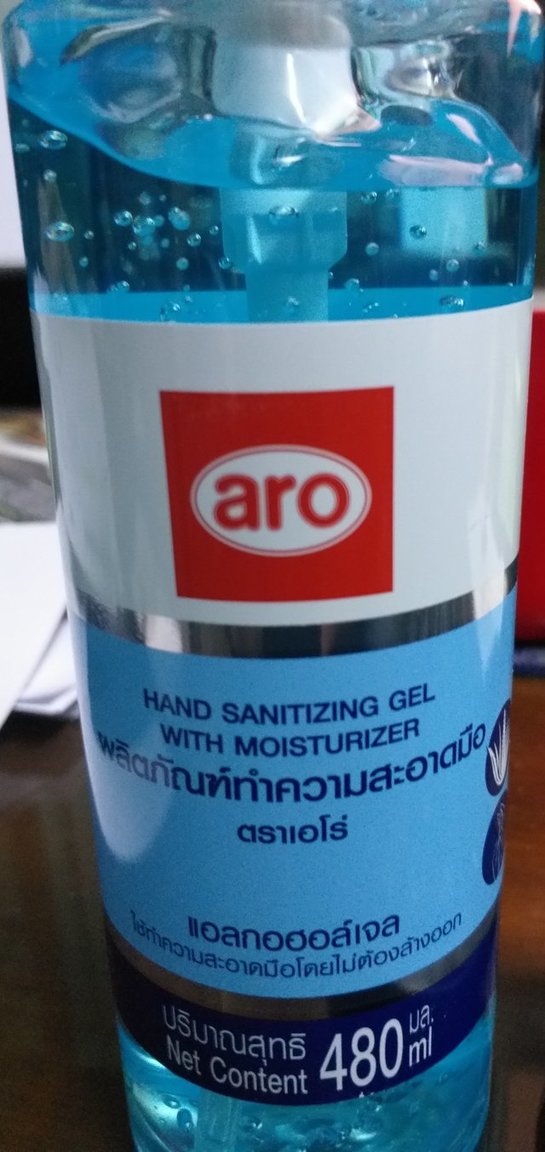 aro
HAND SANITIZING GEL
WITH MOISTURIZER
ผลิตภัณฑ์ทำความสะอาดมือ
ตราเอโร่
แอลกอฮอล์เจล
ใช้ทำความสะอาดมือโดยไม่ต้องล้างออก
ปริมาณสุทธิ 480 มล.
Net Content ml